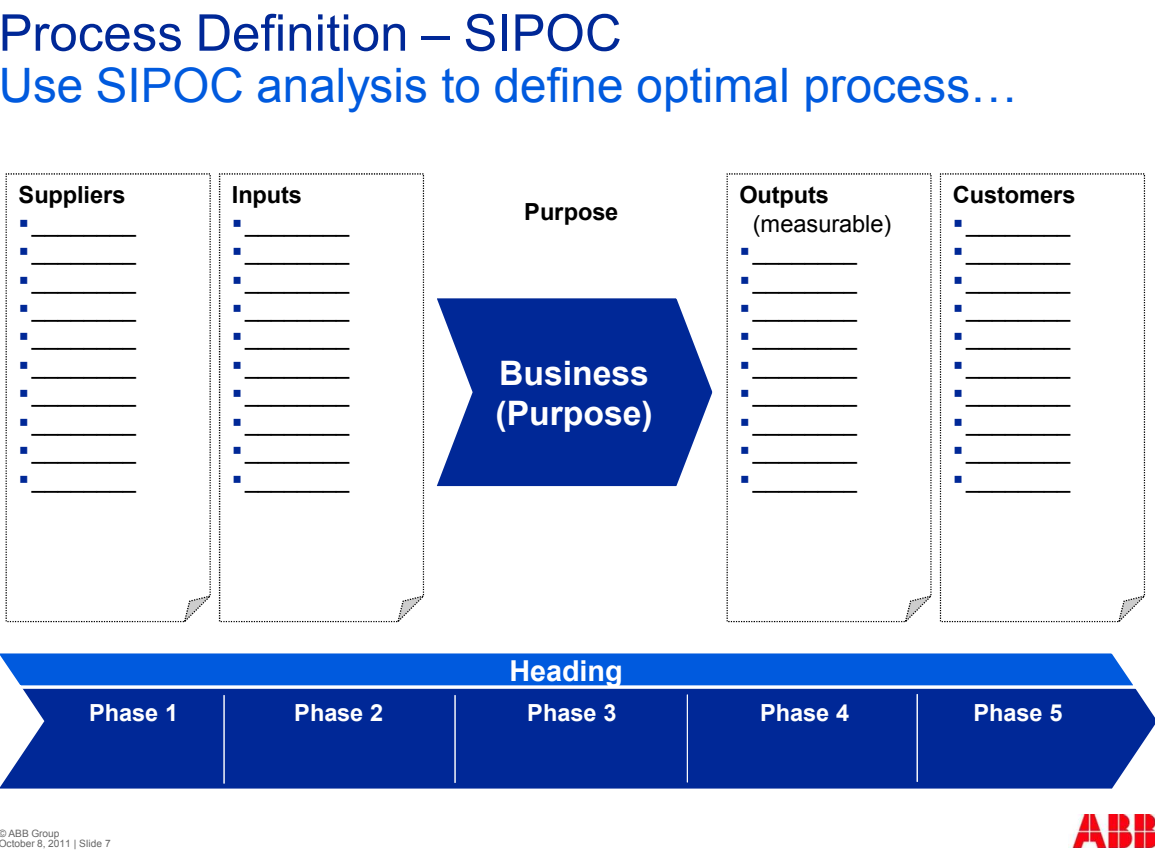 Process Definition – SIPOC
Use SIPOC analysis to define optimal process…
Suppliers
Inputs
Purpose
Outputs
(measurable)
Customers
Business
(Purpose)
Heading
Phase 1
Phase 2
Phase 3
Phase 4
Phase 5
© ABB Group
October 8, 2011 | Slide 7
ABB